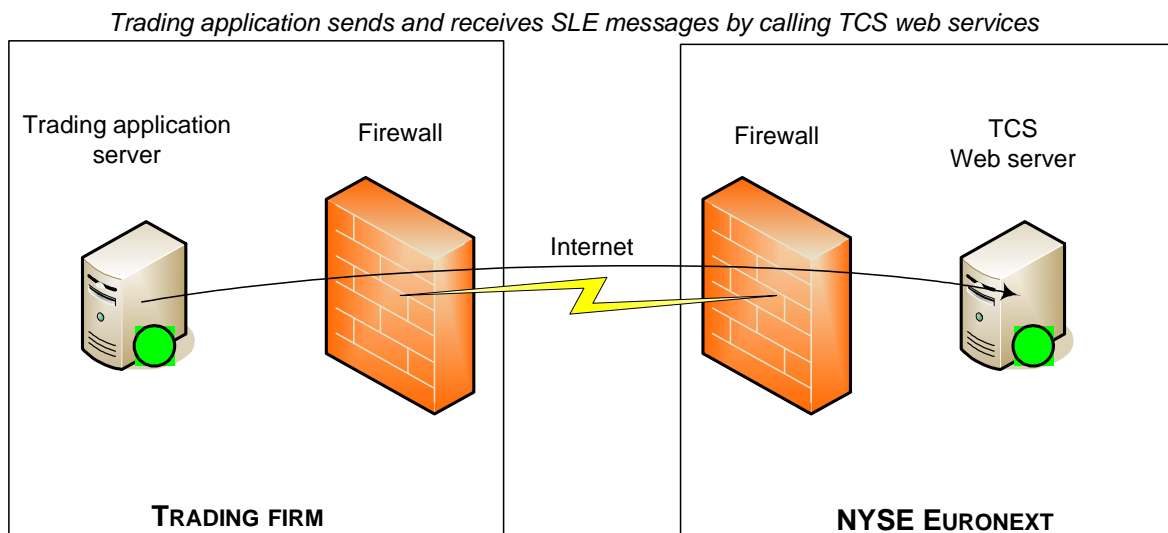 Trading application sends and receives SLE messages by calling TCS web services
Trading application
server
Firewall
Internet
Firewall
TCS
Web server
TRADING FIRM
NYSE EURONEXT